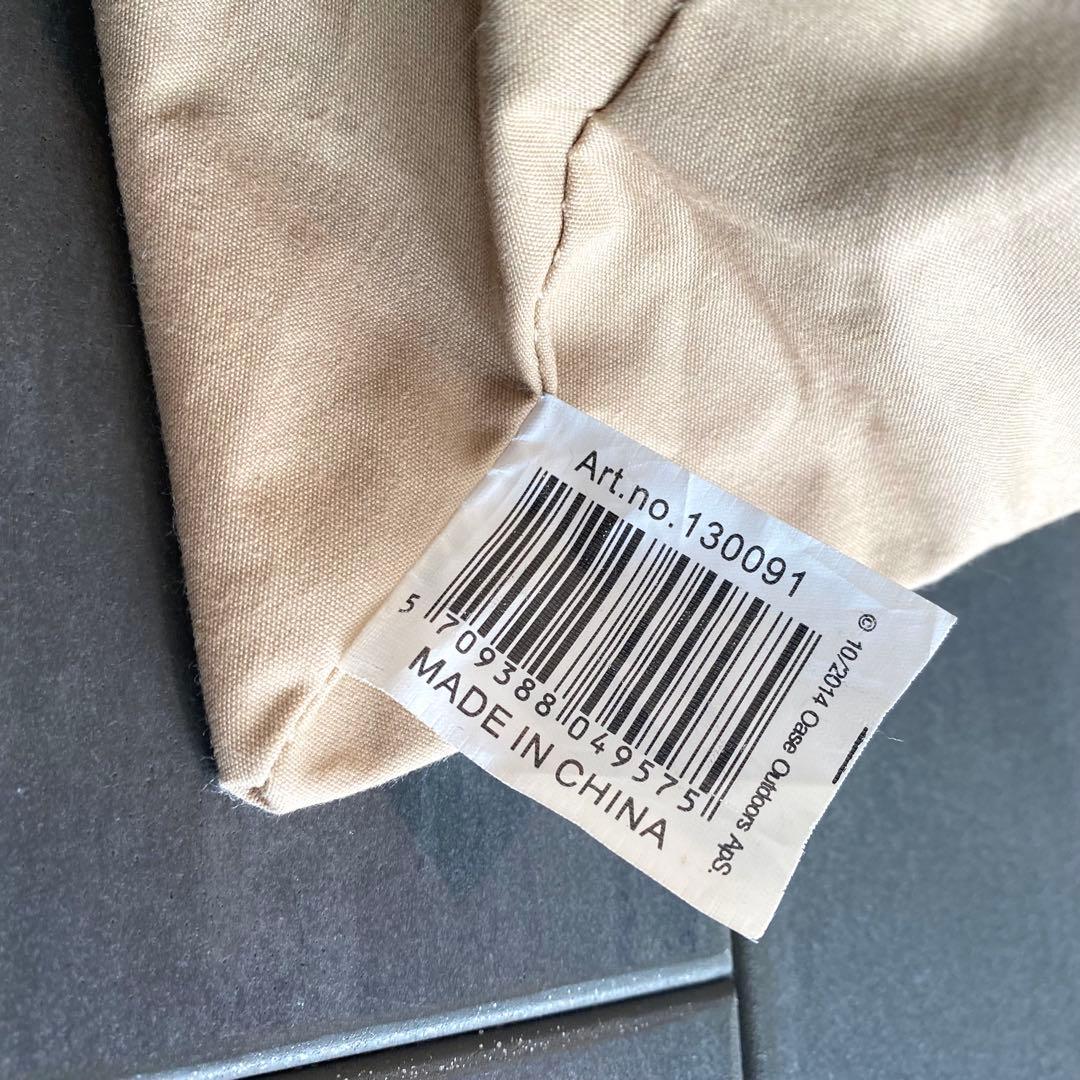 Art.no.130091
5 709388 049575
MADE IN CHINA
© 10/2014 Oase Outdoors ApS.